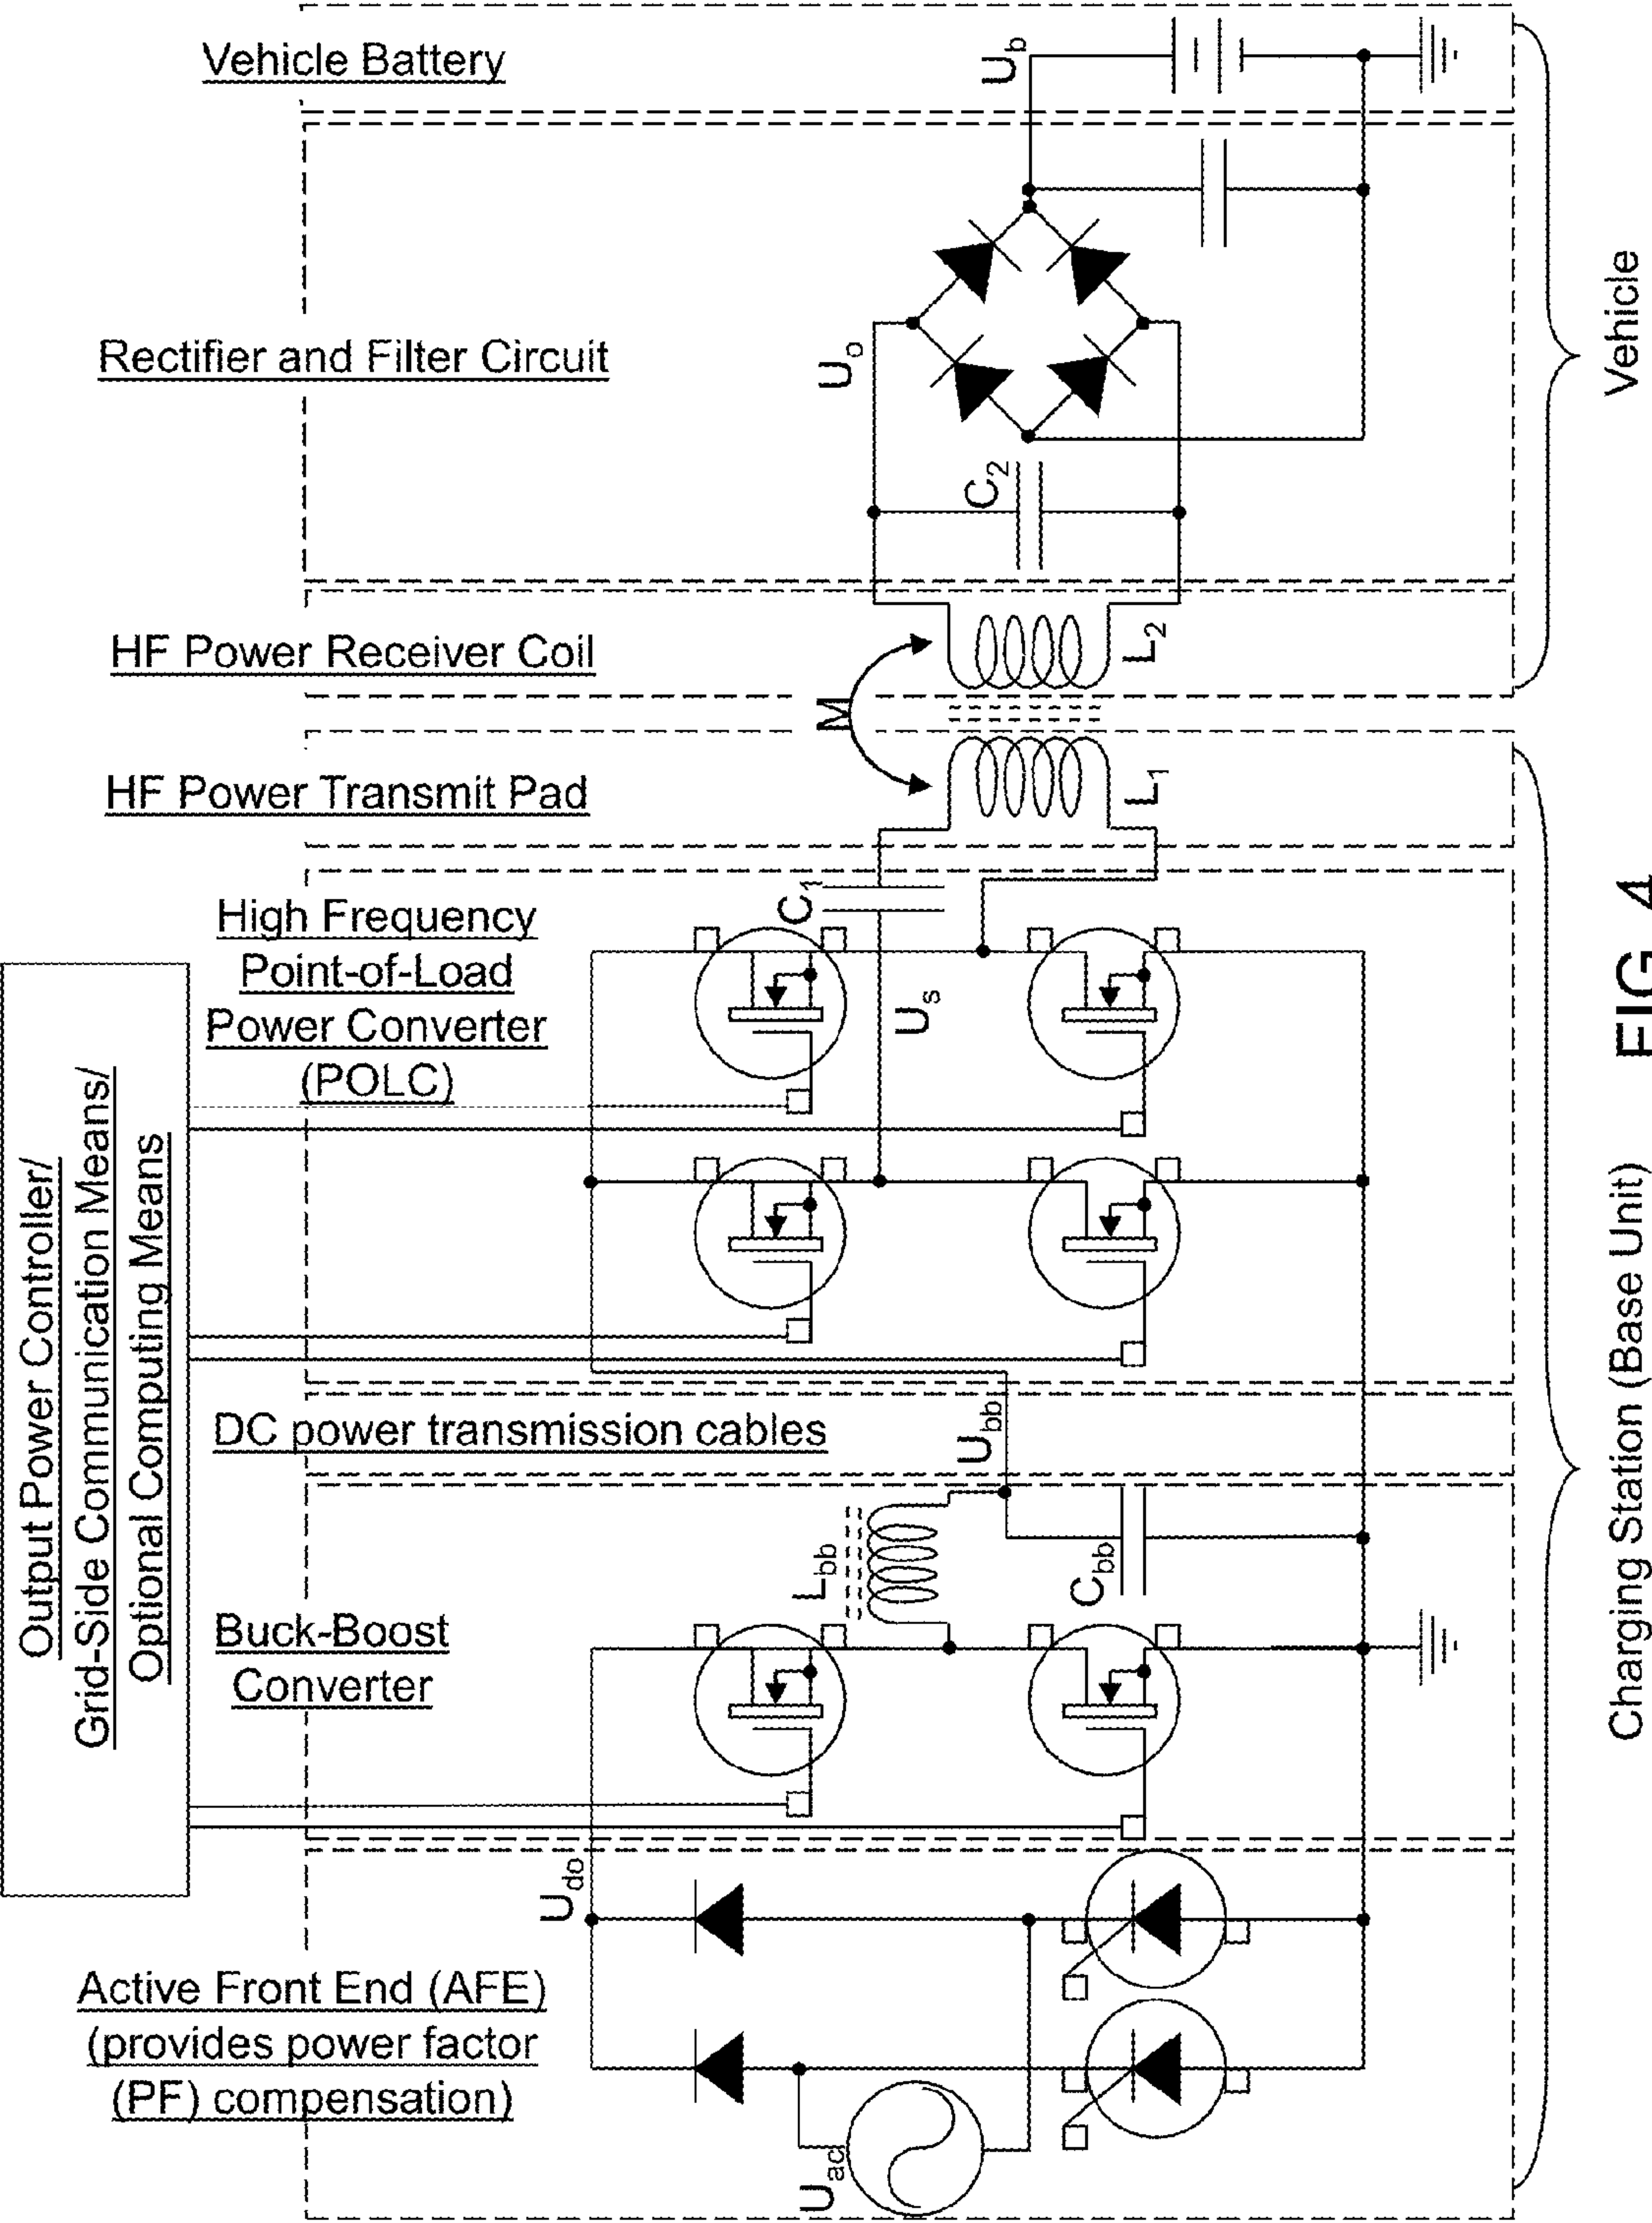 Output Power Controller/
Grid-Side Communication Means/
Optional Computing Means
Active Front End (AFE)
(provides power factor
(PF) compensation)
Buck-Boost
Converter
DC power transmission cables
High Frequency
Point-of-Load
Power Converter
(POLC)
HF Power Transmit Pad
HF Power Receiver Coil
Rectifier and Filter Circuit
Vehicle Battery
Uac
Udo
Lbb
Cbb
Ubb
Us
C1
L1
M
L2
C2
Uo
Ub
Charging Station (Base Unit)
Vehicle
FIG. 4